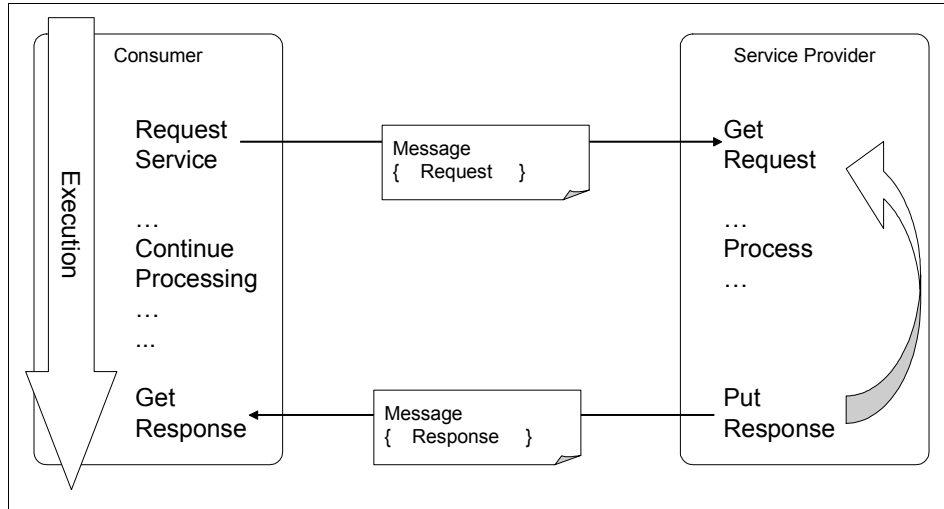 Consumer
Service Provider
Execution
Request
Service
Message
{ Request }
Get
Request
…
Continue
Processing
…
...
…
Process
…
Get
Response
Message
{ Response }
Put
Response